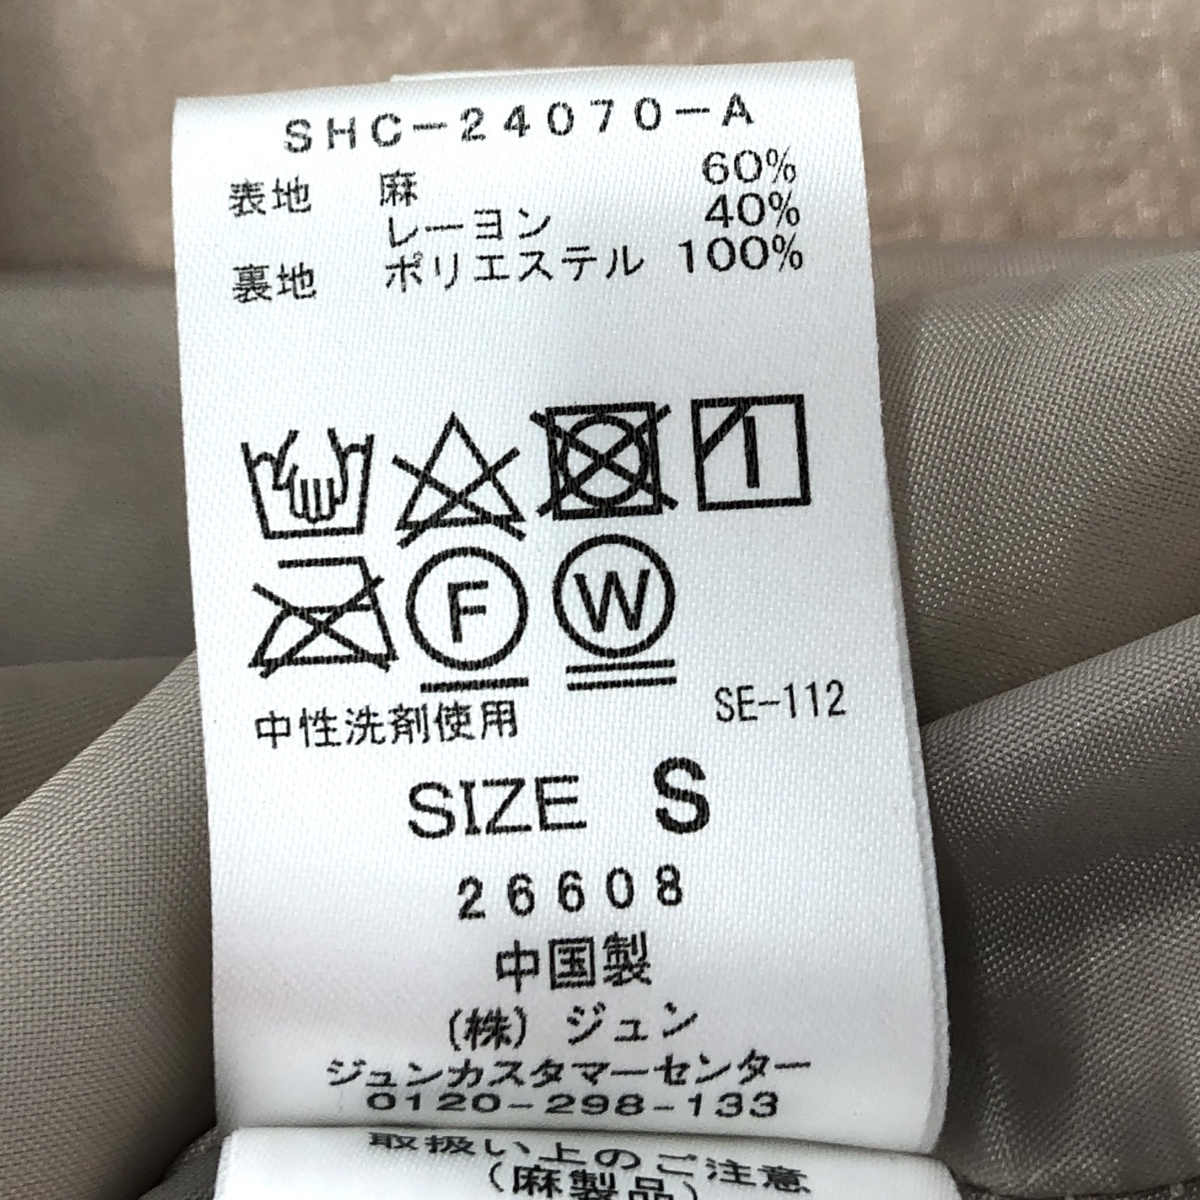 SHC-24070-A
表地 麻 60%
レーヨン 40%
裏地 ポリエステル 100%
F W
中性洗剤使用 SE-112
SIZE S
26608
中国製
(株) ジュン
ジュンカスタマーセンター
0120-298-133
取扱い上のご注意
(麻製品)